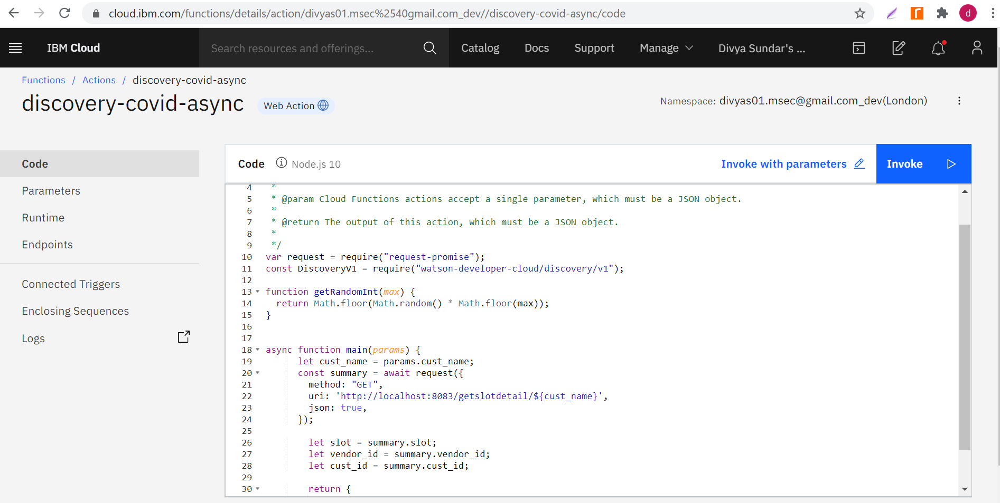 cloud.ibm.com/functions/details/action/divyas01.msec%2540gmail.com_dev//discovery-covid-async/code
d
IBM Cloud
Search resources and offerings...
Catalog
Docs
Support
Manage
Divya Sundar's ...
Functions / Actions / discovery-covid-async
discovery-covid-async
Web Action
Namespace: divyas01.msec@gmail.com_dev(London)
Code
Parameters
Runtime
Endpoints
Connected Triggers
Enclosing Sequences
Logs
Code
Node.js 10
Invoke with parameters
Invoke
4 *
5 * @param Cloud Functions actions accept a single parameter, which must be a JSON object.
6 *
7 * @return The output of this action, which must be a JSON object.
8 *
9 */
10 var request = require("request-promise");
11 const DiscoveryV1 = require("watson-developer-cloud/discovery/v1");
12
13 function getRandomInt(max) {
14 return Math.floor(Math.random() * Math.floor(max));
15 }
16
17
18 async function main(params) {
19 let cust_name = params.cust_name;
20 const summary = await request({
21 method: "GET",
22 uri: 'http://localhost:8083/getslotdetail/${cust_name}',
23 json: true,
24 });
25
26 let slot = summary.slot;
27 let vendor_id = summary.vendor_id;
28 let cust_id = summary.cust_id;
29
30 return {